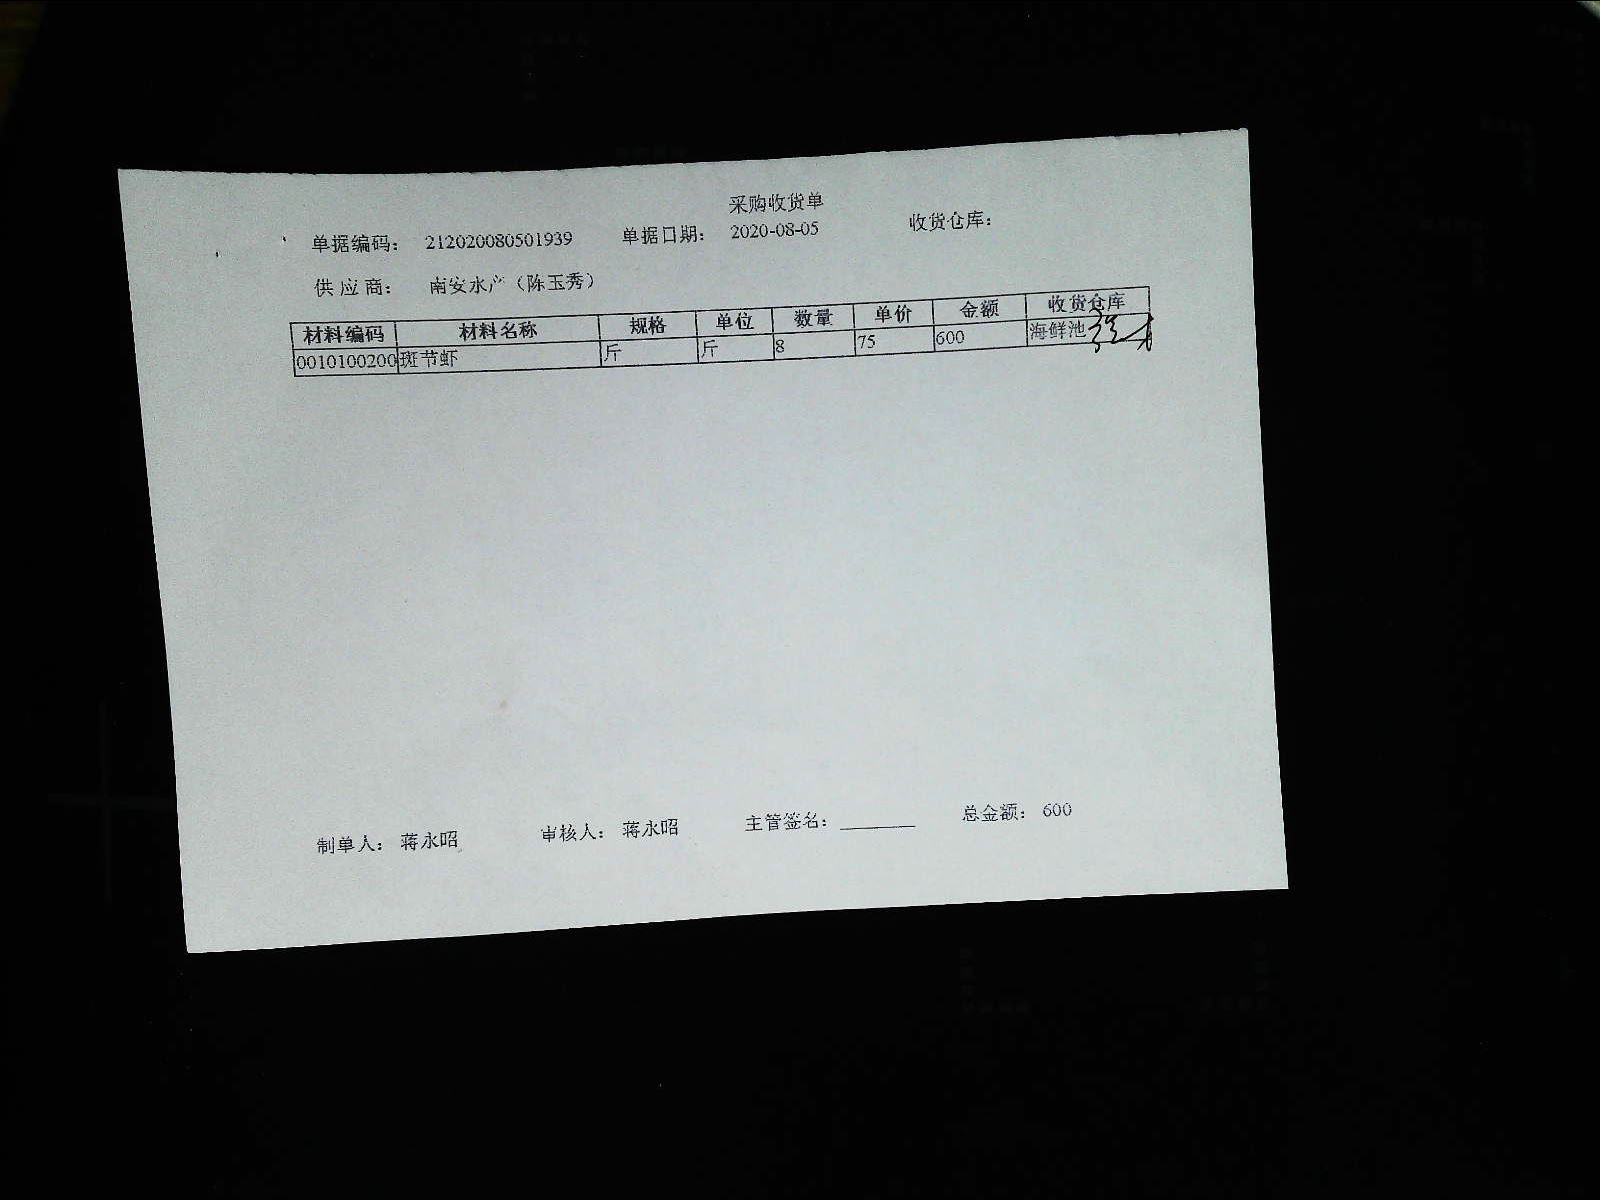 采购收货单
单据编码： 212020080501939 单据日期： 2020-08-05 收货仓库：
供应商： 南安水产（陈玉秀）
材料编码 材料名称 规格 单位 数量 单价 金额 收货仓库
0010100200 斑节虾 斤 斤 8 75 600 海鲜池
制单人： 蒋永昭 审核人： 蒋永昭 主管签名： 总金额： 600